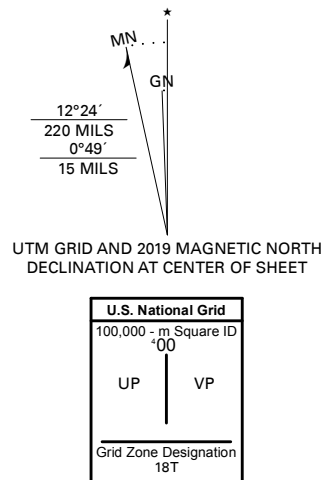 ★
MN
GN
12°24´
220 MILS
0°49´
15 MILS
UTM GRID AND 2019 MAGNETIC NORTH
DECLINATION AT CENTER OF SHEET
U.S. National Grid
100,000 - m Square ID
⁴00
UP VP
Grid Zone Designation
18T